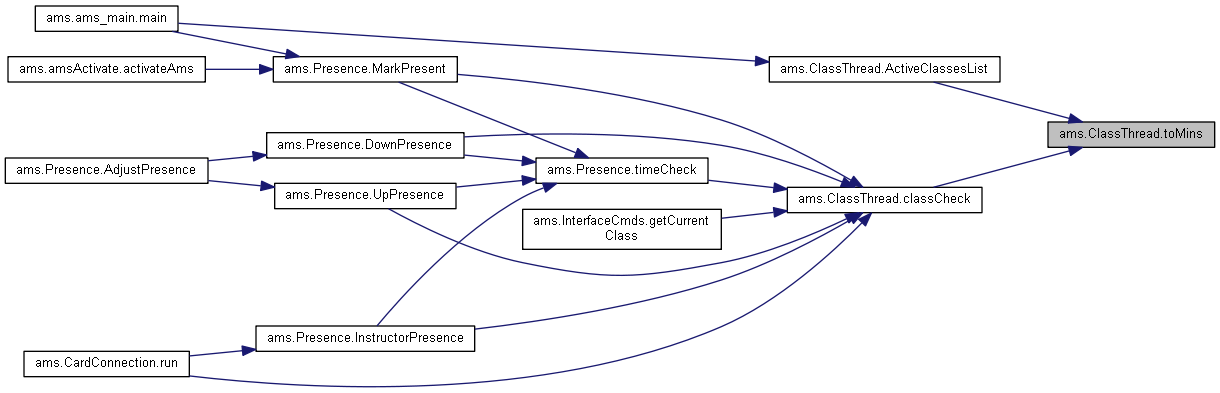 ams.ams_main.main
ams.amsActivate.activateAms
ams.Presence.MarkPresent
ams.ClassThread.ActiveClassesList
ams.ClassThread.toMins
ams.Presence.DownPresence
ams.Presence.AdjustPresence
ams.Presence.timeCheck
ams.Presence.UpPresence
ams.ClassThread.classCheck
ams.InterfaceCmds.getCurrent
Class
ams.Presence.InstructorPresence
ams.CardConnection.run